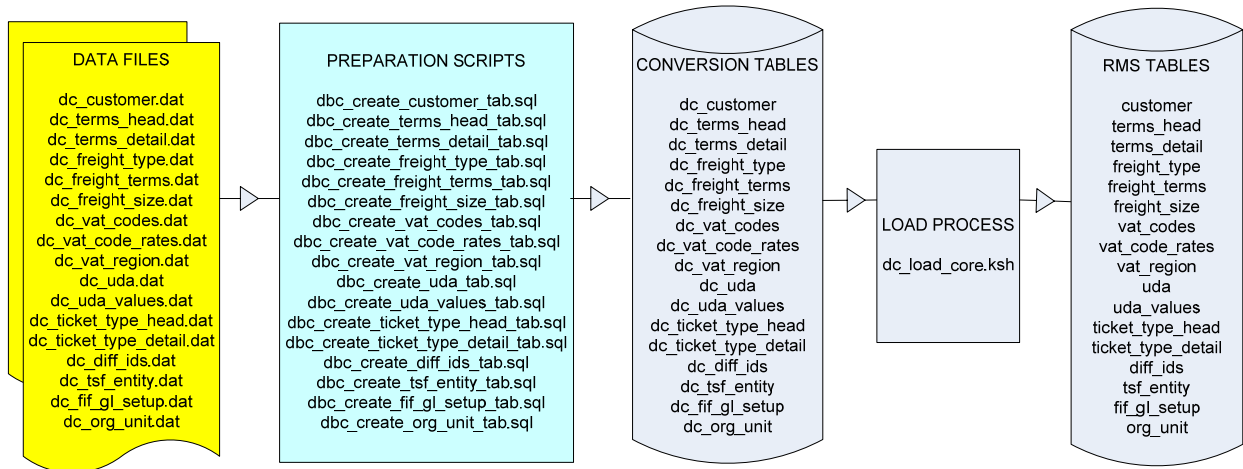 DATA FILES
dc_customer.dat
dc_terms_head.dat
dc_terms_detail.dat
dc_freight_type.dat
dc_freight_terms.dat
dc_freight_size.dat
dc_vat_codes.dat
dc_vat_code_rates.dat
dc_vat_region.dat
dc_uda.dat
dc_uda_values.dat
dc_ticket_type_head.dat
dc_ticket_type_detail.dat
dc_diff_ids.dat
dc_tsf_entity.dat
dc_fif_gl_setup.dat
dc_org_unit.dat
PREPARATION SCRIPTS
dbc_create_customer_tab.sql
dbc_create_terms_head_tab.sql
dbc_create_terms_detail_tab.sql
dbc_create_freight_type_tab.sql
dbc_create_freight_terms_tab.sql
dbc_create_freight_size_tab.sql
dbc_create_vat_codes_tab.sql
dbc_create_vat_code_rates_tab.sql
dbc_create_vat_region_tab.sql
dbc_create_uda_tab.sql
dbc_create_uda_values_tab.sql
dbc_create_ticket_type_head_tab.sql
dbc_create_ticket_type_detail_tab.sql
dbc_create_diff_ids_tab.sql
dbc_create_tsf_entity_tab.sql
dbc_create_fif_gl_setup_tab.sql
dbc_create_org_unit_tab.sql
CONVERSION TABLES
dc_customer
dc_terms_head
dc_terms_detail
dc_freight_type
dc_freight_terms
dc_freight_size
dc_vat_codes
dc_vat_code_rates
dc_vat_region
dc_uda
dc_uda_values
dc_ticket_type_head
dc_ticket_type_detail
dc_diff_ids
dc_tsf_entity
dc_fif_gl_setup
dc_org_unit
LOAD PROCESS
dc_load_core.ksh
RMS TABLES
customer
terms_head
terms_detail
freight_type
freight_terms
freight_size
vat_codes
vat_code_rates
vat_region
uda
uda_values
ticket_type_head
ticket_type_detail
diff_ids
tsf_entity
fif_gl_setup
org_unit